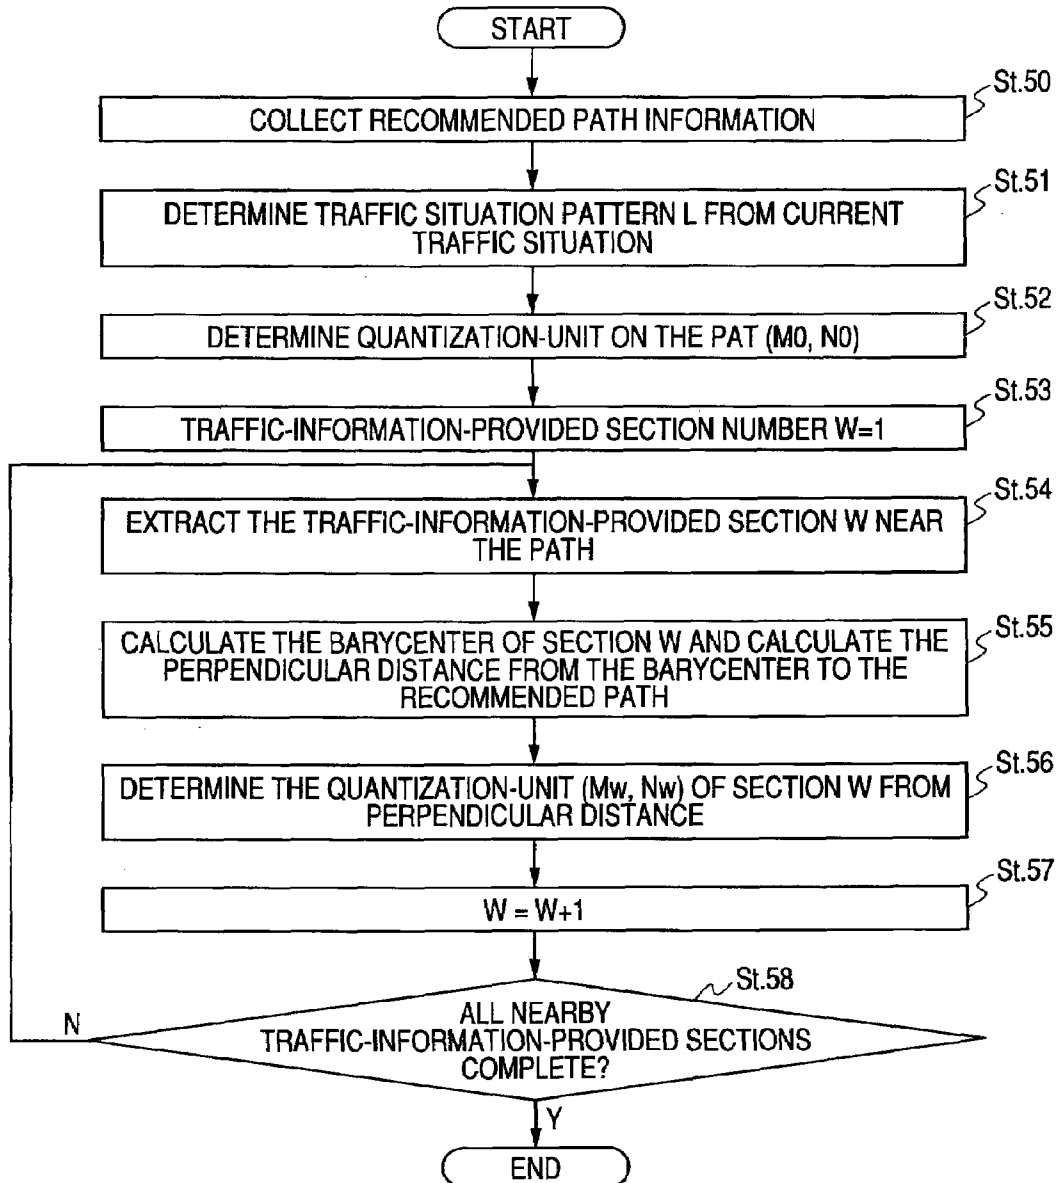 START
St.50
COLLECT RECOMMENDED PATH INFORMATION
St.51
DETERMINE TRAFFIC SITUATION PATTERN L FROM CURRENT
TRAFFIC SITUATION
St.52
DETERMINE QUANTIZATION-UNIT ON THE PAT (M0, N0)
St.53
TRAFFIC-INFORMATION-PROVIDED SECTION NUMBER W=1
St.54
EXTRACT THE TRAFFIC-INFORMATION-PROVIDED SECTION W NEAR
THE PATH
St.55
CALCULATE THE BARYCENTER OF SECTION W AND CALCULATE THE
PERPENDICULAR DISTANCE FROM THE BARYCENTER TO THE
RECOMMENDED PATH
St.56
DETERMINE THE QUANTIZATION-UNIT (Mw, Nw) OF SECTION W FROM
PERPENDICULAR DISTANCE
St.57
W = W+1
St.58
ALL NEARBY
TRAFFIC-INFORMATION-PROVIDED SECTIONS
COMPLETE?
N
Y
END